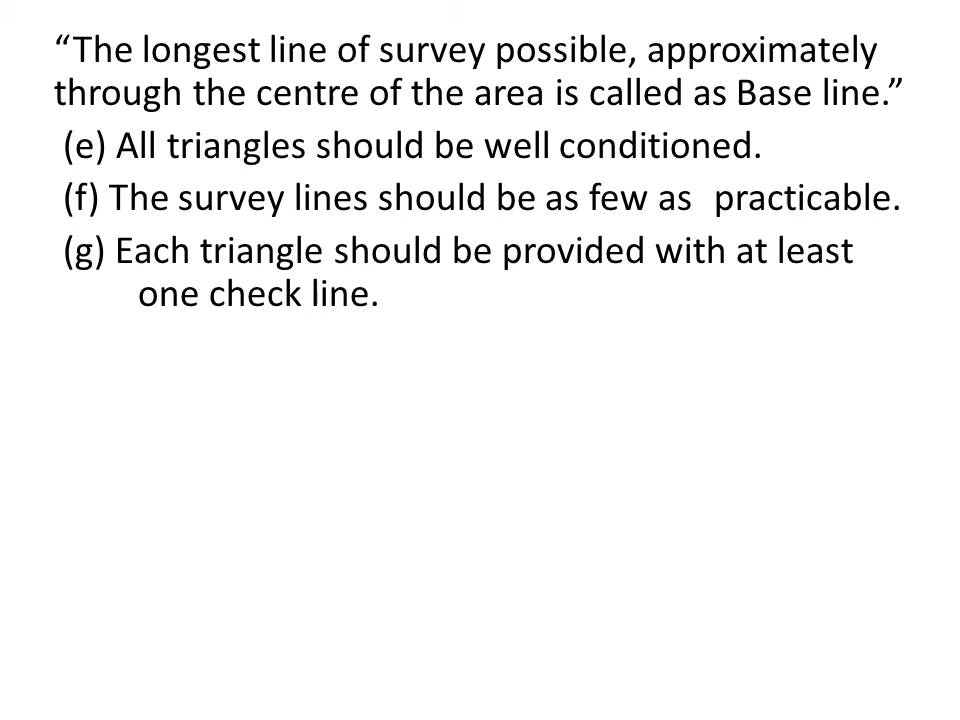 “The longest line of survey possible, approximately
through the centre of the area is called as Base line.”
(e) All triangles should be well conditioned.
(f) The survey lines should be as few as practicable.
(g) Each triangle should be provided with at least
one check line.